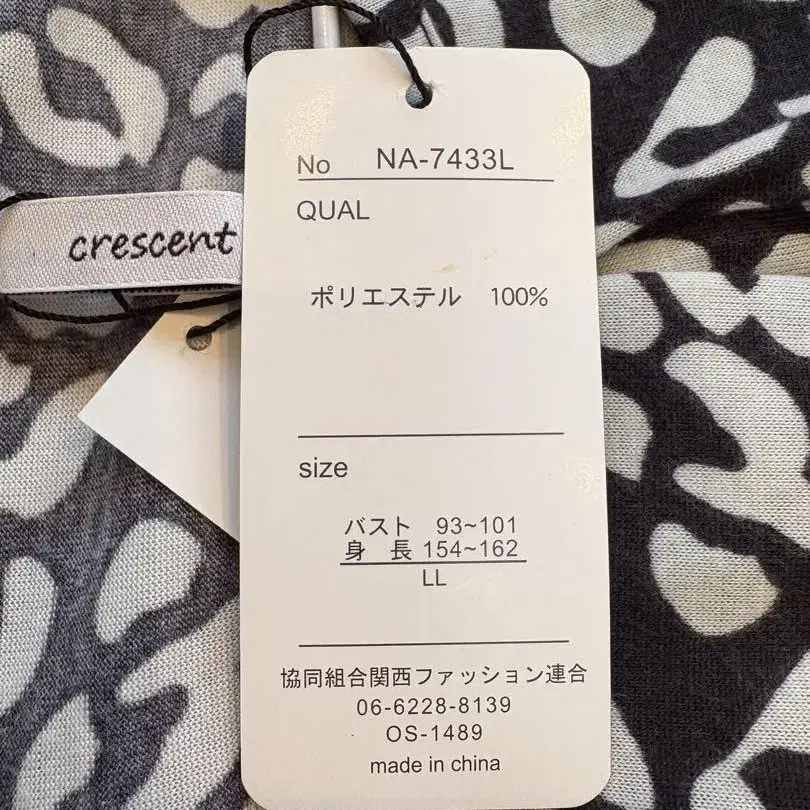 No NA-7433L
QUAL
crescent
ポリエステル 100%
size
バスト 93~101
身 長 154~162
LL
協同組合関西ファッション連合
06-6228-8139
OS-1489
made in china